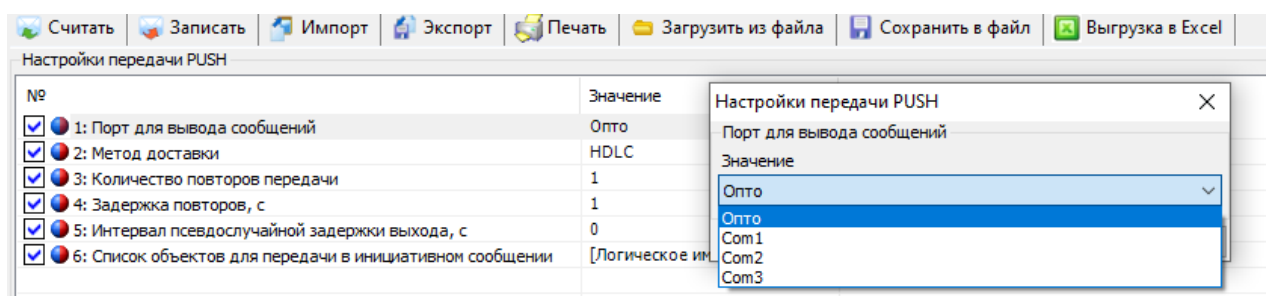 Считать Записать Импорт Экспорт Печать Загрузить из файла Сохранить в файл Выгрузка в Excel
Настройки передачи PUSH
№ Значение
1: Порт для вывода сообщений Опто
2: Метод доставки HDLC
3: Количество повторов передачи 1
4: Задержка повторов, с 1
5: Интервал псевдослучайной задержки выхода, с 0
6: Список объектов для передачи в инициативном сообщении [Логическое
Настройки передачи PUSH
Порт для вывода сообщений
Значение
Опто
Опто
Com1
Com2
Com3